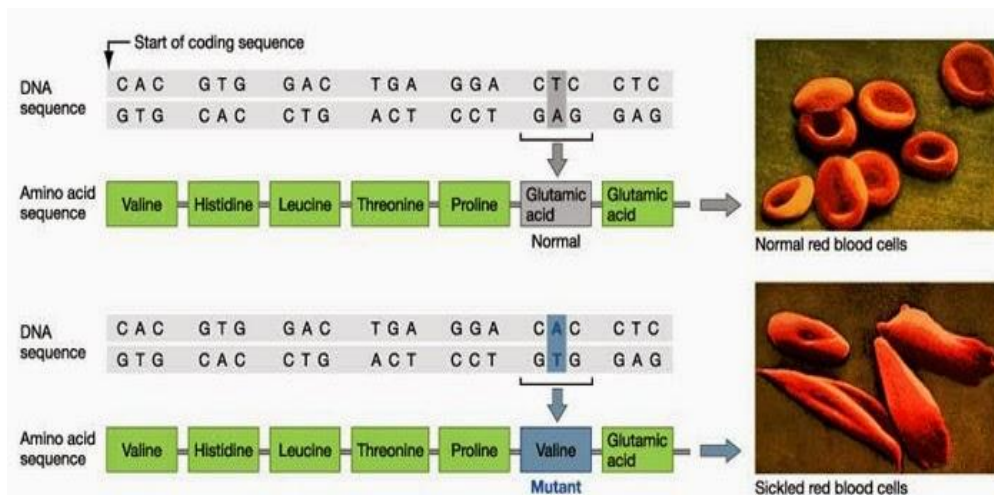 Start of coding sequence
DNA
sequence
C A C G T G G A C T G A G G A C T C C T C
G T G C A C C T G A C T C C T G A G G A G
Amino acid
sequence
Valine
Histidine
Leucine
Threonine
Proline
Glutamic
acid
Glutamic
acid
Normal
Normal red blood cells
DNA
sequence
C A C G T G G A C T G A G G A C A C C T C
G T G C A C C T G A C T C C T G T G G A G
Amino acid
sequence
Valine
Histidine
Leucine
Threonine
Proline
Valine
Glutamic
acid
Mutant
Sickled red blood cells